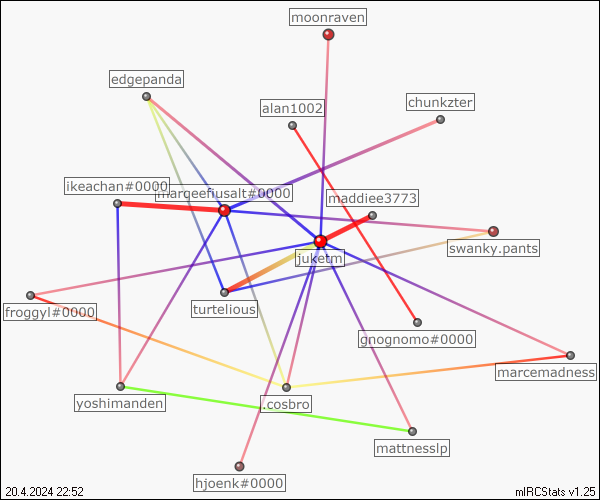 moonraven
edgepanda
chunkzter
alan1002
ikeachan#0000
marqeefiusalt#0000
maddiee3773
swanky.pants
juketm
turtelious
froggyl#0000
gnognomo#0000
marcemadness
yoshimanden
.cosbro
mattnesslp
hjoenk#0000
20.4.2024 22:52
mIRCStats v1.25